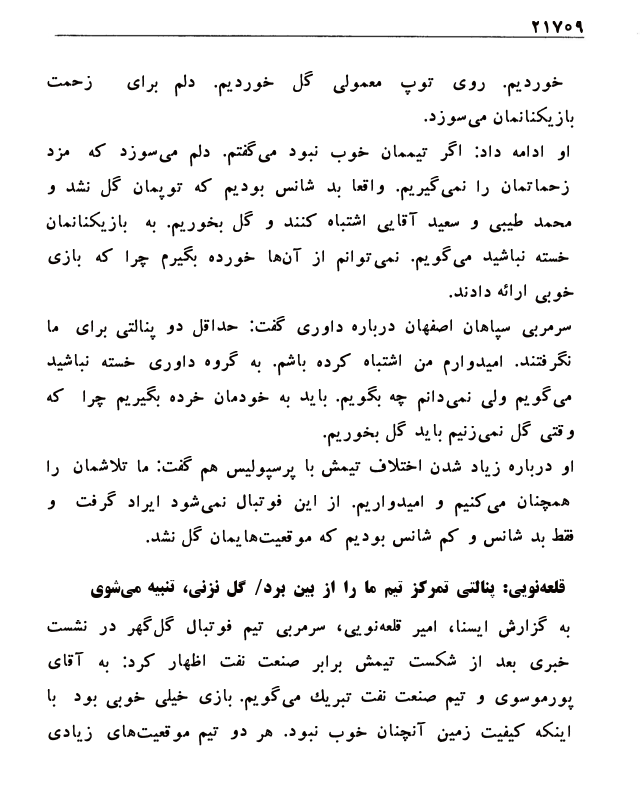 ۲۱۷۵۹
خوردیم. روی توپ معمولی گل خوردیم. دلم برای زحمت
بازیکنانمان می‌سوزد.
او ادامه داد: اگر تیممان خوب نبود می‌گفتم. دلم می‌سوزد که مزد
زحماتمان را نمی‌گیریم. واقعا بد شانس بودیم که توپمان گل نشد و
محمد طیبی و سعید آقایی اشتباه کنند و گل بخوریم. به بازیکنانمان
خسته نباشید می‌گویم. نمی‌توانم از آن‌ها خورده بگیرم چرا که بازی
خوبی ارائه دادند.
سرمربی سپاهان اصفهان درباره داوری گفت: حداقل دو پنالتی برای ما
نگرفتند. امیدوارم من اشتباه کرده باشم. به گروه داوری خسته نباشید
می‌گویم ولی نمی‌دانم چه بگویم. باید به خودمان خرده بگیریم چرا که
وقتی گل نمی‌زنیم باید گل بخوریم.
او درباره زیاد شدن اختلاف تیمش با پرسپولیس هم گفت: ما تلاشمان را
همچنان می‌کنیم و امیدواریم. از این فوتبال نمی‌شود ایراد گرفت و
فقط بد شانس و کم شانس بودیم که موقعیت‌هایمان گل نشد.
قلعه‌نویی: پنالتی تمرکز تیم ما را از بین برد/ گل نزنی، تنبیه می‌شوی
به گزارش ایسنا، امیر قلعه‌نویی، سرمربی تیم فوتبال گل‌گهر در نشست
خبری بعد از شکست تیمش برابر صنعت نفت اظهار کرد: به آقای
پورموسوی و تیم صنعت نفت تبریك می‌گویم. بازی خیلی خوبی بود با
اینکه کیفیت زمین آنچنان خوب نبود. هر دو تیم موقعیت‌های زیادی